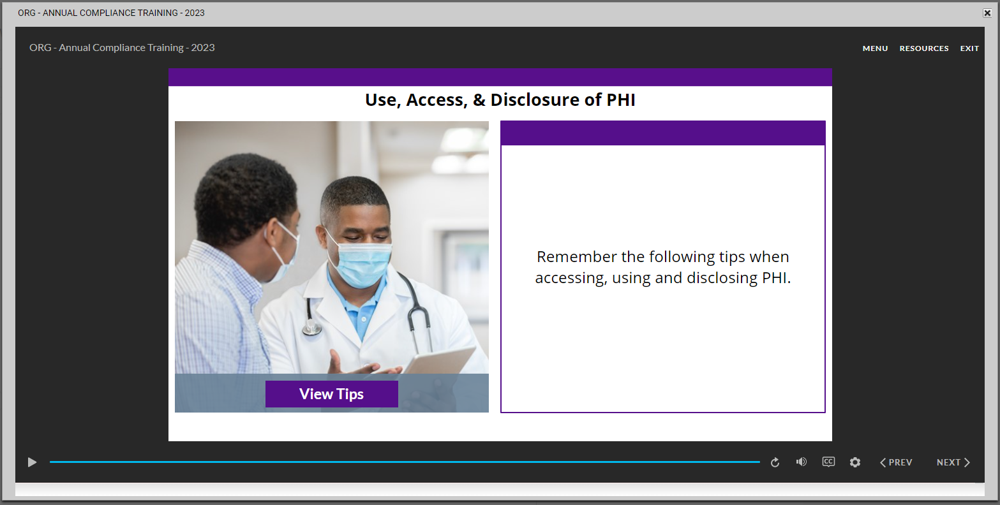 ORG - ANNUAL COMPLIANCE TRAINING - 2023
ORG - Annual Compliance Training - 2023
MENU RESOURCES EXIT
Use, Access, & Disclosure of PHI
Remember the following tips when
accessing, using and disclosing PHI.
View Tips
CC
PREV NEXT